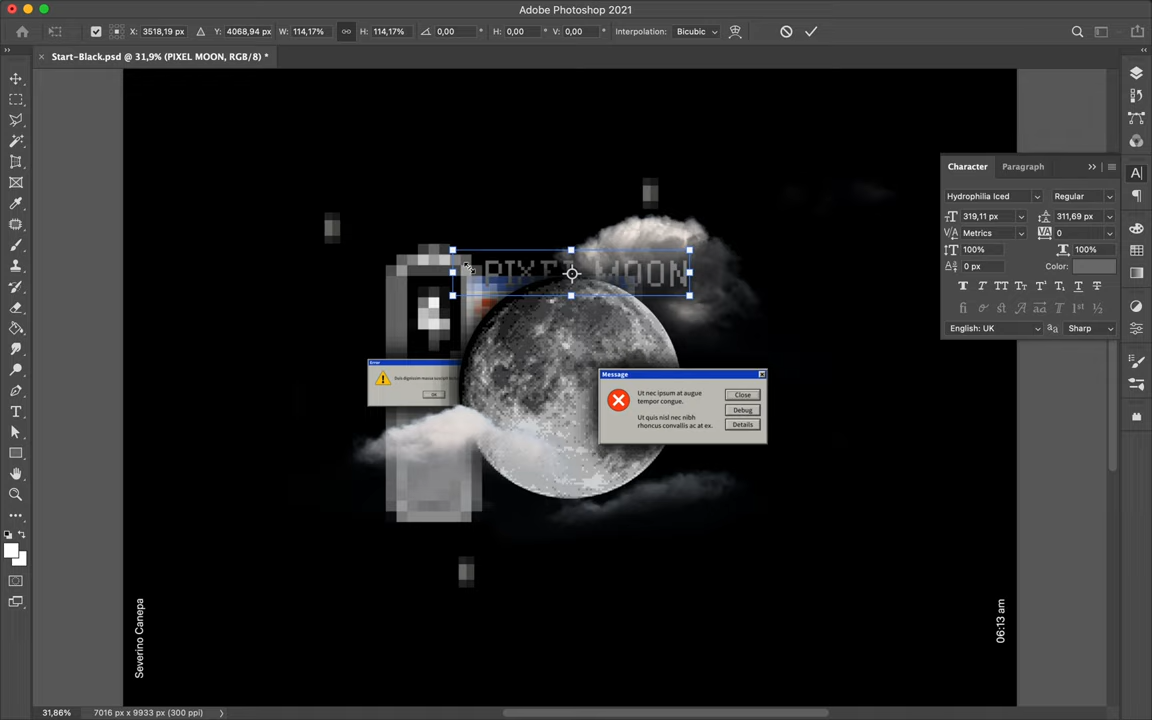 Adobe Photoshop 2021
X: 3518,19 px Y: 4068,94 px W: 114,17% H: 114,17% 0,00 ° H: 0,00 ° V: 0,00 ° Interpolation: Bicubic
Start-Black.psd @ 31,9% (PIXEL MOON, RGB/8) *
Character Paragraph
Hydrophilia Iced Regular
319,11 px 311,69 px
Metrics 0
100% 100%
0 px Color:
English: UK Sharp
PIXEL MOON
Error
OK
Message
Ut nec ipsum at augue
tempor congue.
Ut quis nisl nec nibh
rhoncus convallis ac at ex.
Close
Debug
Details
Severino Canepa
06:13 am
31,86% 7016 px x 9933 px (300 ppi)